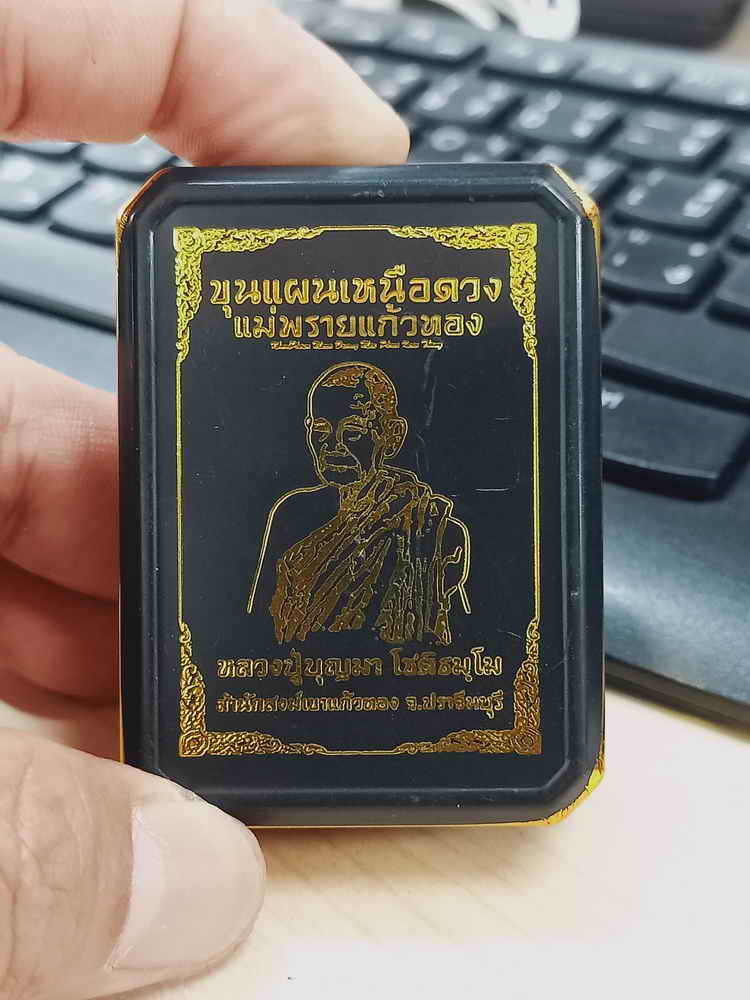 ขุนแผนเหนือดวง
แม่พรายแก้วทอง
หลวงปู่บุญมา โชติธมฺโม
สำนักสงฆ์เขาแก้วทอง จ.ปราจีนบุรี